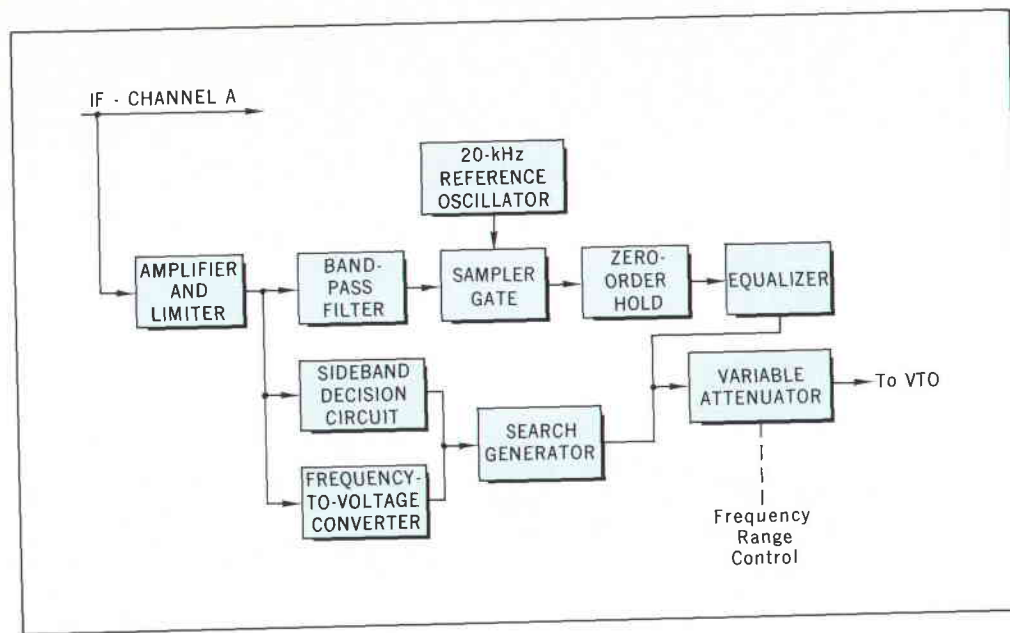 IF - CHANNEL A
20-kHz
REFERENCE
OSCILLATOR
AMPLIFIER
AND
LIMITER
BAND-
PASS
FILTER
SAMPLER
GATE
ZERO-
ORDER
HOLD
EQUALIZER
SIDEBAND
DECISION
CIRCUIT
FREQUENCY-
TO-VOLTAGE
CONVERTER
SEARCH
GENERATOR
VARIABLE
ATTENUATOR
To VTO
Frequency
Range
Control